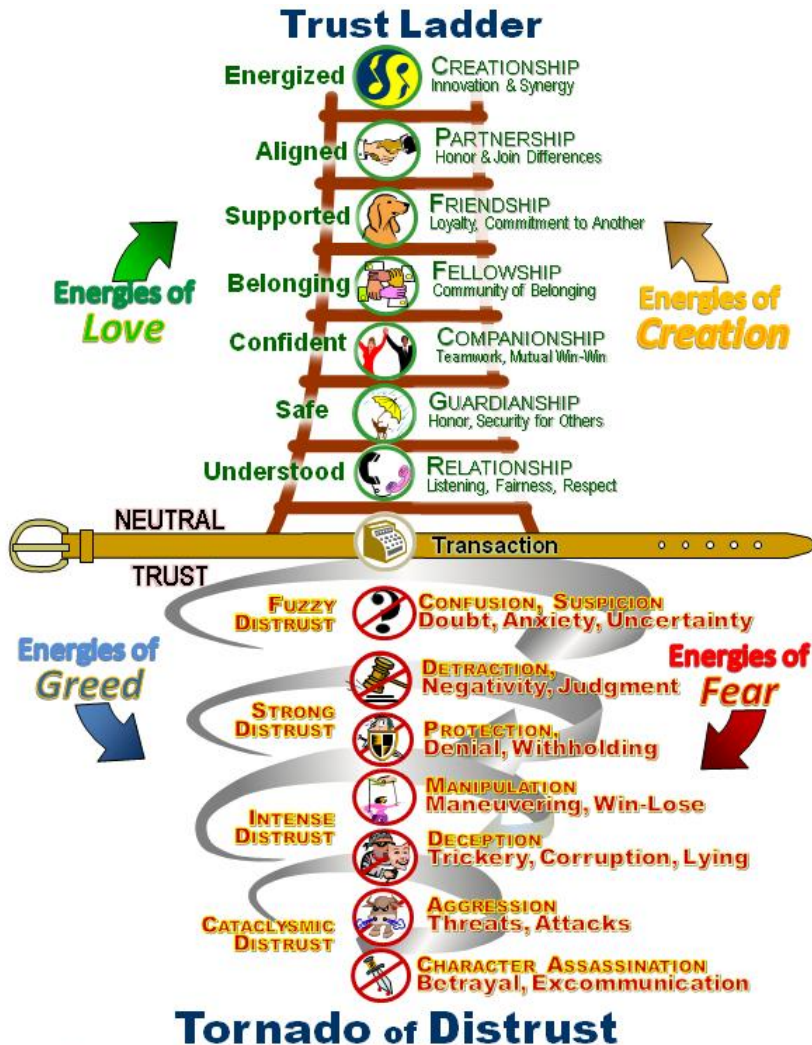 Trust Ladder
Energized
CREATIONSHIP
Innovation & Synergy
Aligned
PARTNERSHIP
Honor & Join Differences
Supported
FRIENDSHIP
Loyalty, Commitment to Another
Energies of
Love
Energies of
Creation
Belonging
FELLOWSHIP
Community of Belonging
Confident
COMPANIONSHIP
Teamwork, Mutual Win-Win
Safe
GUARDIANSHIP
Honor, Security for Others
Understood
RELATIONSHIP
Listening, Fairness, Respect
NEUTRAL
TRUST
Transaction
FUZZY
DISTRUST
CONFUSION, SUSPICION
Doubt, Anxiety, Uncertainty
Energies of
Greed
Energies of
Fear
DETRACTION,
Negativity, Judgment
STRONG
DISTRUST
PROTECTION,
Denial, Withholding
MANIPULATION
Maneuvering, Win-Lose
INTENSE
DISTRUST
DECEPTION
Trickery, Corruption, Lying
AGGRESSION
Threats, Attacks
CATACLYSMIC
DISTRUST
CHARACTER ASSASSINATION
Betrayal, Excommunication
Tornado of Distrust